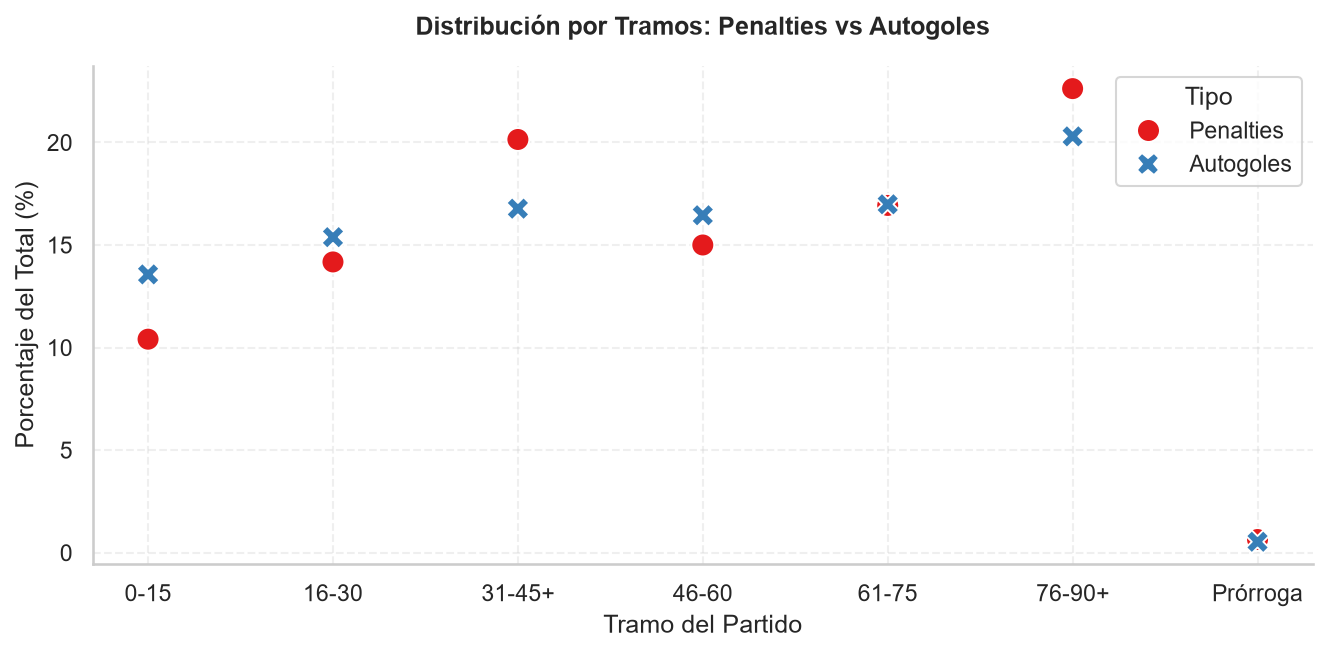 Distribución por Tramos: Penalties vs Autogoles
Porcentaje del Total (%)
20
15
10
5
0
Tipo
Penalties
Autogoles
0-15
16-30
31-45+
46-60
61-75
76-90+
Prórroga
Tramo del Partido